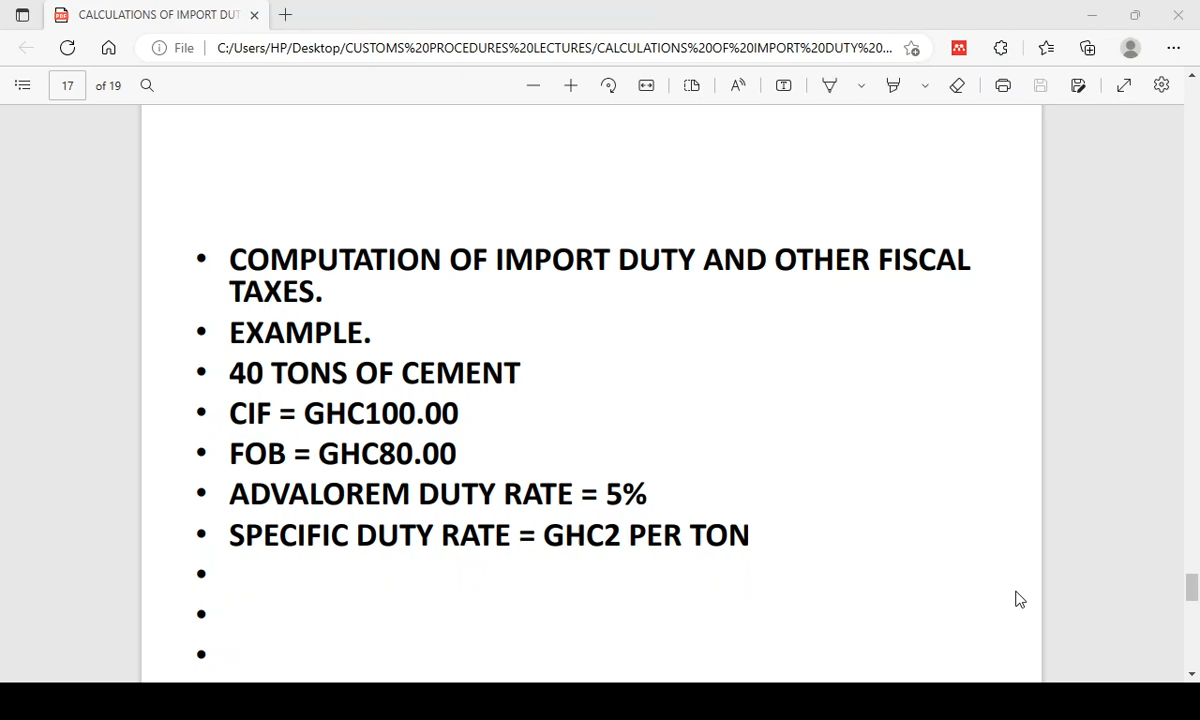 CALCULATIONS OF IMPORT DUT
File
C:/Users/HP/Desktop/CUSTOMS%20PROCEDURES%20LECTURES/CALCULATIONS%20OF%20IMPORT%20DUTY%20...
17 of 19
• COMPUTATION OF IMPORT DUTY AND OTHER FISCAL
TAXES.
• EXAMPLE.
• 40 TONS OF CEMENT
• CIF = GHC100.00
• FOB = GHC80.00
• ADVALOREM DUTY RATE = 5%
• SPECIFIC DUTY RATE = GHC2 PER TON
•
•
•